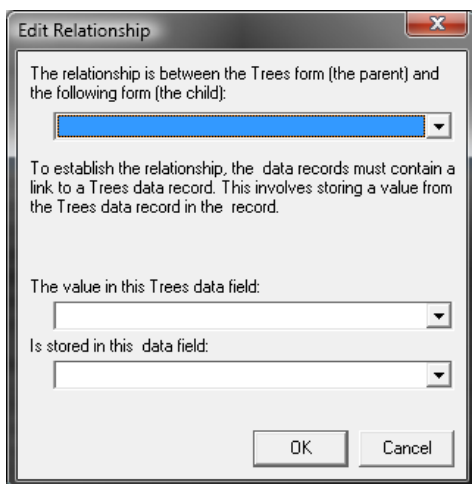 Edit Relationship
The relationship is between the Trees form (the parent) and
the following form (the child):
To establish the relationship, the  data records must contain a
link to a Trees data record. This involves storing a value from
the Trees data record in the  record.
The value in this Trees data field:
Is stored in this  data field:
OK
Cancel